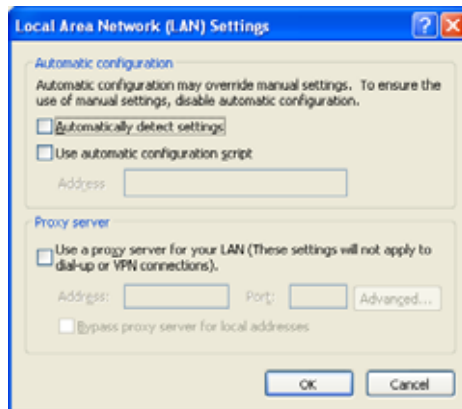 Local Area Network (LAN) Settings
Automatic configuration
Automatic configuration may override manual settings. To ensure the
use of manual settings, disable automatic configuration.
Automatically detect settings
Use automatic configuration script
Address
Proxy server
Use a proxy server for your LAN (These settings will not apply to
dial-up or VPN connections).
Address: Port: Advanced...
Bypass proxy server for local addresses
OK Cancel